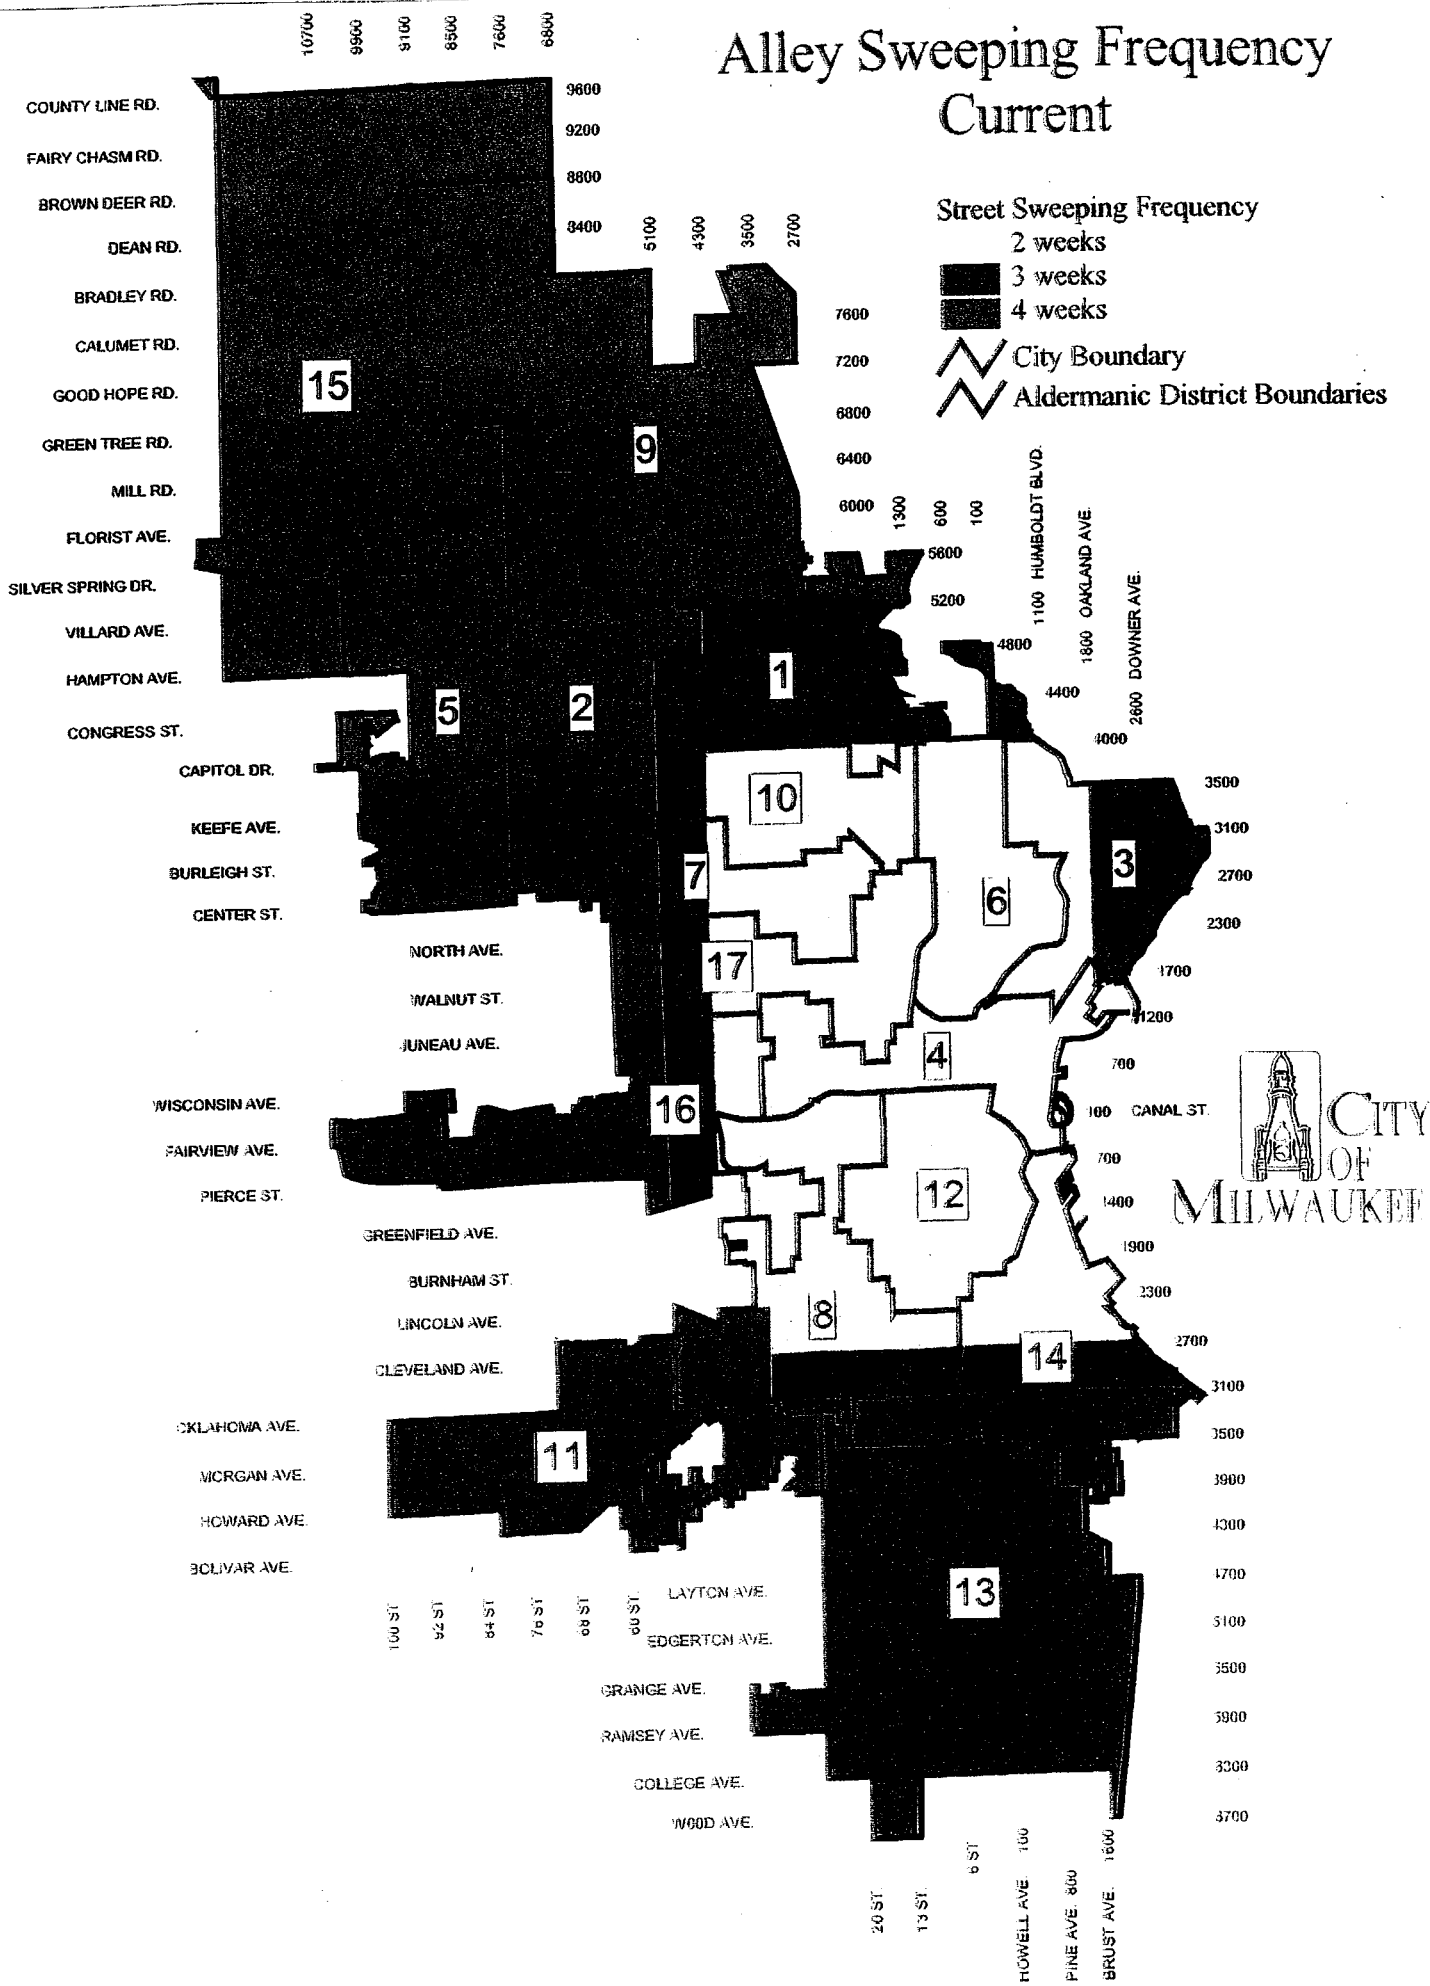 Alley Sweeping Frequency
Current
10700
9900
9100
8500
7600
6800
COUNTY LINE RD.
FAIRY CHASM RD.
BROWN DEER RD.
DEAN RD.
BRADLEY RD.
CALUMET RD.
GOOD HOPE RD.
GREEN TREE RD.
MILL RD.
FLORIST AVE.
SILVER SPRING DR.
VILLARD AVE.
HAMPTON AVE.
CONGRESS ST.
CAPITOL DR.
KEEFE AVE.
BURLEIGH ST.
CENTER ST.
NORTH AVE.
WALNUT ST.
JUNEAU AVE.
WISCONSIN AVE.
FAIRVIEW AVE.
PIERCE ST.
GREENFIELD AVE.
BURNHAM ST.
LINCOLN AVE.
CLEVELAND AVE.
OKLAHOMA AVE.
MORGAN AVE.
HOWARD AVE.
BOLIVAR AVE.
LAYTON AVE.
EDGERTON AVE.
GRANGE AVE.
RAMSEY AVE.
COLLEGE AVE.
WOOD AVE.
9600
9200
8800
8400
5100
4300
3500
2700
Street Sweeping Frequency
2 weeks
3 weeks
4 weeks
City Boundary
Aldermanic District Boundaries
7600
7200
6800
6400
6000
1300
600
100
1100 HUMBOLDT BLVD.
1800 OAKLAND AVE.
2600 DOWNER AVE.
5600
5200
4800
4400
4000
3500
3100
2700
2300
1700
1200
700
100 CANAL ST.
700
1400
1900
2300
2700
3100
3500
3900
4300
4700
5100
5500
5900
6300
6700
15
9
1
5
2
10
7
3
6
17
4
16
12
8
14
11
13
CITY
OF
MILWAUKEE
100 ST
92 ST
84 ST
76 ST
68 ST
60 ST.
20 ST.
13 ST.
6 ST
HOWELL AVE. 100
PINE AVE. 800
BRUST AVE. 1600